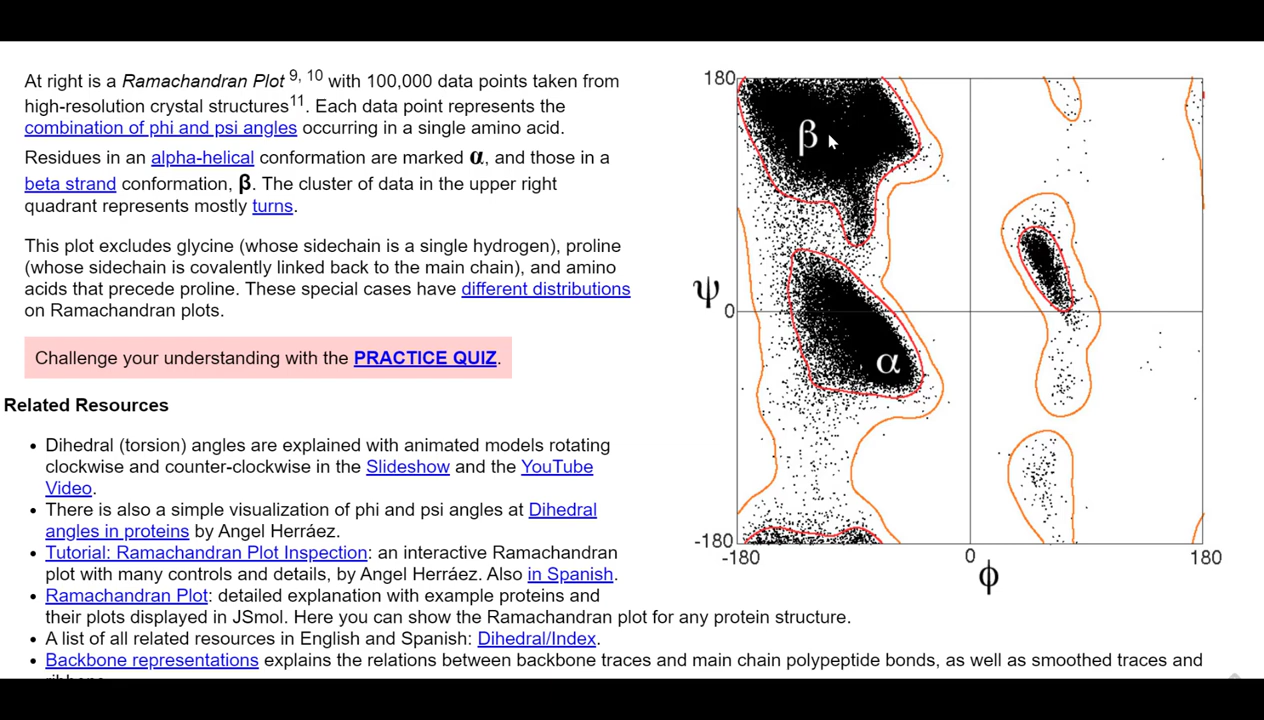 At right is a Ramachandran Plot 9, 10 with 100,000 data points taken from
high-resolution crystal structures11. Each data point represents the
combination of phi and psi angles occurring in a single amino acid.
Residues in an alpha-helical conformation are marked α, and those in a
beta strand conformation, β. The cluster of data in the upper right
quadrant represents mostly turns.
This plot excludes glycine (whose sidechain is a single hydrogen), proline
(whose sidechain is covalently linked back to the main chain), and amino
acids that precede proline. These special cases have different distributions
on Ramachandran plots.
Challenge your understanding with the PRACTICE QUIZ.
Related Resources
• Dihedral (torsion) angles are explained with animated models rotating
clockwise and counter-clockwise in the Slideshow and the YouTube
Video.
• There is also a simple visualization of phi and psi angles at Dihedral
angles in proteins by Angel Herráez.
• Tutorial: Ramachandran Plot Inspection: an interactive Ramachandran
plot with many controls and details, by Angel Herráez. Also in Spanish.
• Ramachandran Plot: detailed explanation with example proteins and
their plots displayed in JSmol. Here you can show the Ramachandran plot for any protein structure.
• A list of all related resources in English and Spanish: Dihedral/Index.
• Backbone representations explains the relations between backbone traces and main chain polypeptide bonds, as well as smoothed traces and
180
β
ψ
0
α
-180
-180 0 180
ϕ